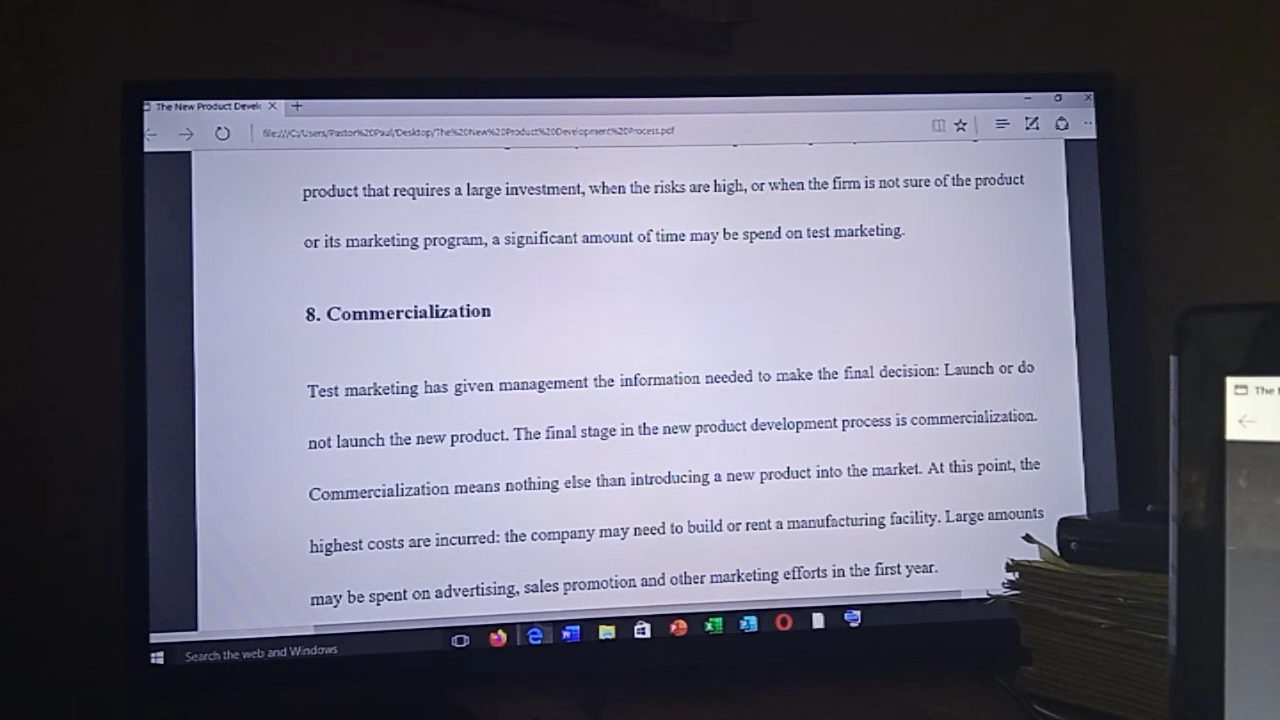 The New Product Devel
file:///C:/Users/Pastor%20Paul/Desktop/The%20New%20Product%20Development%20Process.pdf
product that requires a large investment, when the risks are high, or when the firm is not sure of the product
or its marketing program, a significant amount of time may be spend on test marketing.
8. Commercialization
Test marketing has given management the information needed to make the final decision: Launch or do
not launch the new product. The final stage in the new product development process is commercialization.
Commercialization means nothing else than introducing a new product into the market. At this point, the
highest costs are incurred: the company may need to build or rent a manufacturing facility. Large amounts
may be spent on advertising, sales promotion and other marketing efforts in the first year.
Search the web and Windows
The